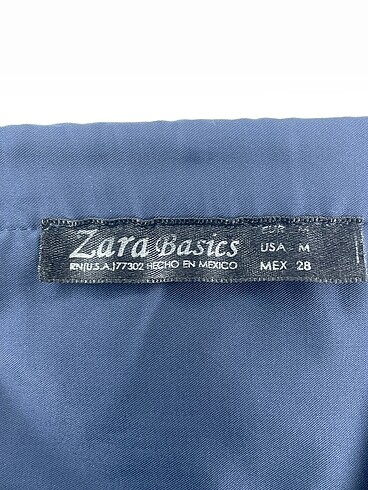 Zara Basics
RN(U.S.A.)77302 HECHO EN MEXICO
EUR M
USA M
MEX 28